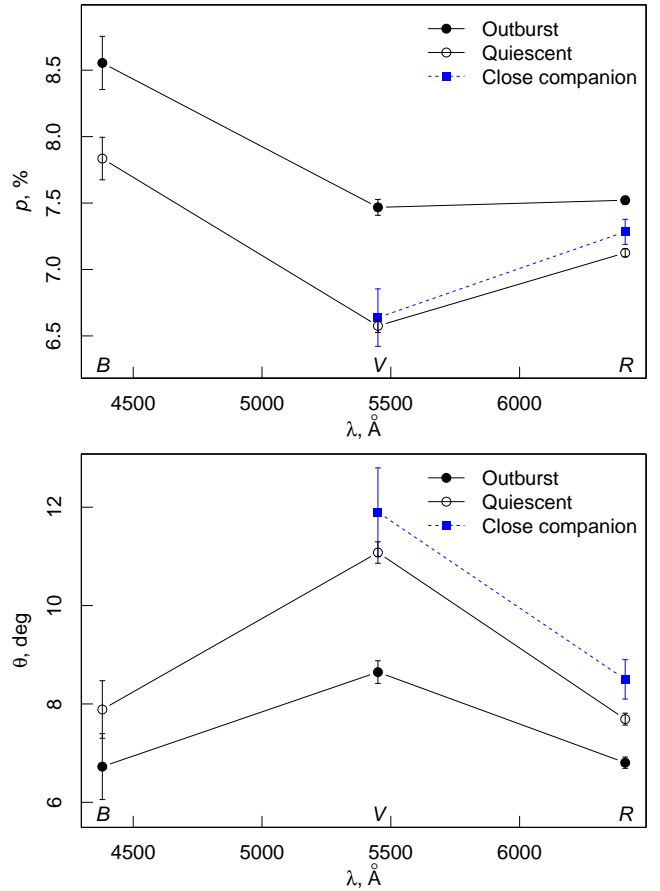 Outburst
Quiescent
Close companion
8.5
8.0
7.5
7.0
6.5
p, %
B V R
4500 5000 5500 6000
λ, Å
Outburst
Quiescent
Close companion
12
10
8
6
θ, deg
B V R
4500 5000 5500 6000
λ, Å